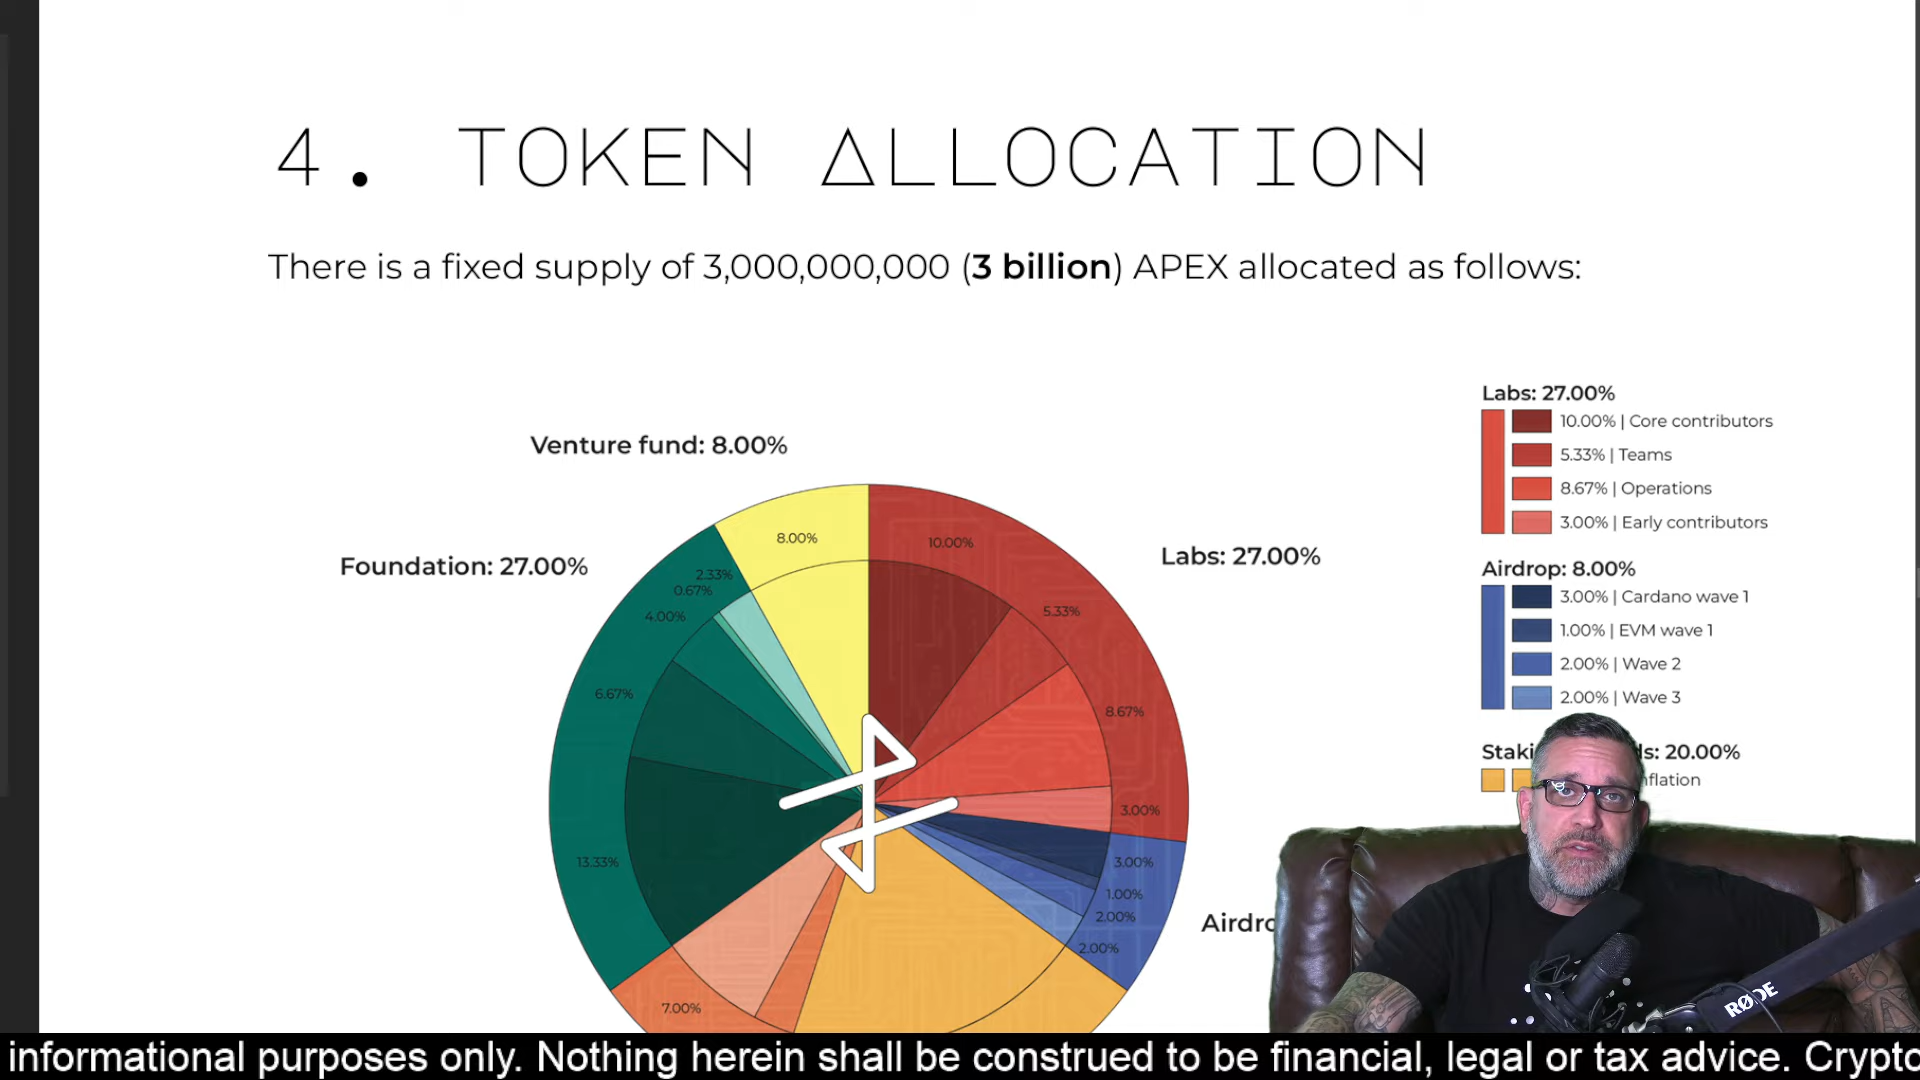 4. TOKEN ALLOCATION
There is a fixed supply of 3,000,000,000 (3 billion) APEX allocated as follows:
Venture fund: 8.00%
Foundation: 27.00%
Labs: 27.00%
8.00%
10.00%
2.33%
0.67%
4.00%
5.33%
6.67%
8.67%
3.00%
13.33%
3.00%
1.00%
2.00%
2.00%
7.00%
Labs: 27.00%
10.00% | Core contributors
5.33% | Teams
8.67% | Operations
3.00% | Early contributors
Airdrop: 8.00%
3.00% | Cardano wave 1
1.00% | EVM wave 1
2.00% | Wave 2
2.00% | Wave 3
20.00%
RØDE
informational purposes only. Nothing herein shall be construed to be financial, legal or tax advice. Crypto